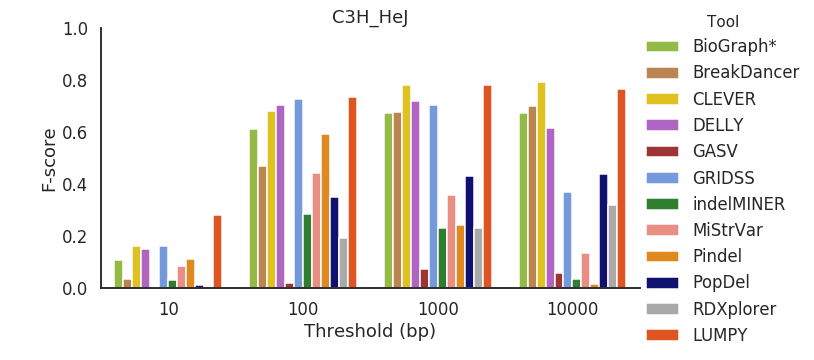 C3H_HeJ
F-score
1.0
0.8
0.6
0.4
0.2
0.0
10 100 1000 10000
Threshold (bp)
Tool
BioGraph*
BreakDancer
CLEVER
DELLY
GASV
GRIDSS
indelMINER
MiStrVar
Pindel
PopDel
RDXplorer
LUMPY